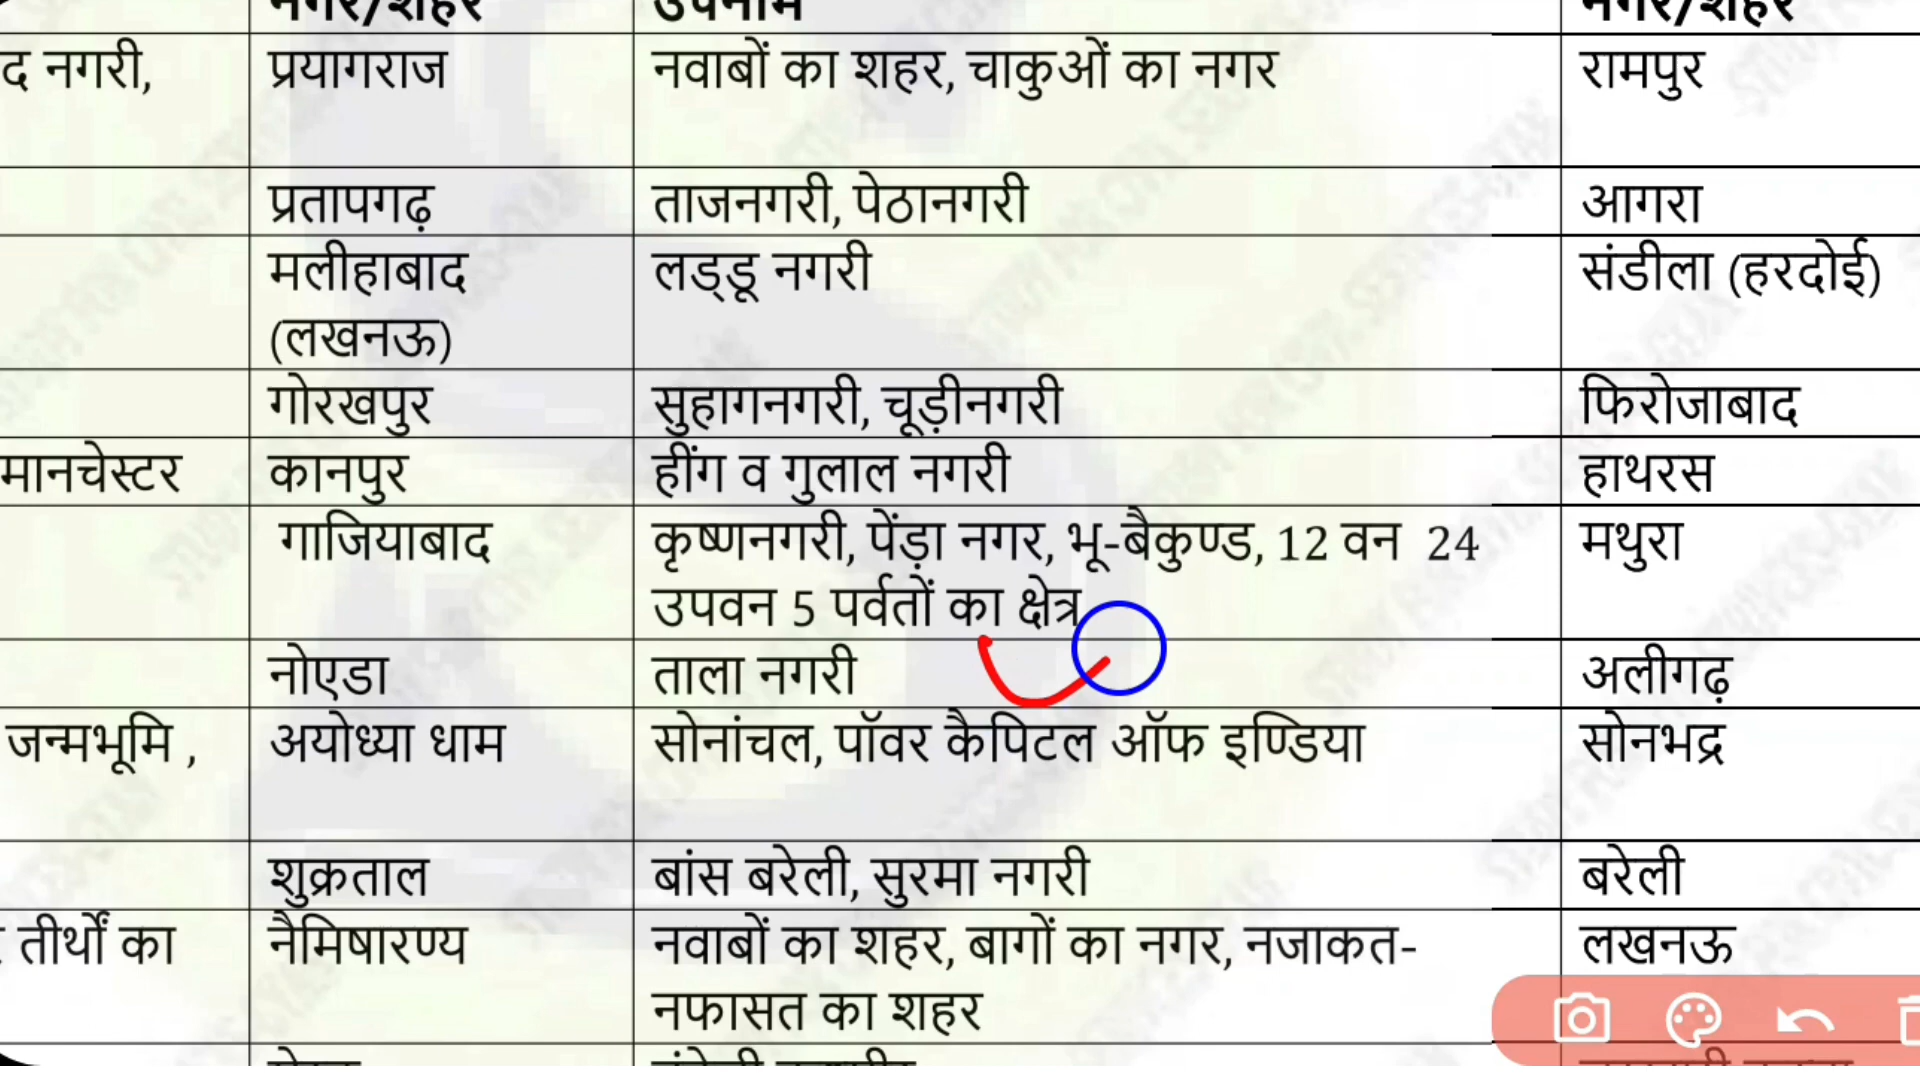 नगर/शहर उपनाम नगर/शहर
द नगरी, प्रयागराज नवाबों का शहर, चाकुओं का नगर रामपुर
प्रतापगढ़ ताजनगरी, पेठानगरी आगरा
मलीहाबाद लड्डू नगरी संडीला (हरदोई)
(लखनऊ)
गोरखपुर सुहागनगरी, चूड़ीनगरी फिरोजाबाद
मानचेस्टर कानपुर हींग व गुलाल नगरी हाथरस
गाजियाबाद कृष्णनगरी, पेंड़ा नगर, भू-बैकुण्ड, 12 वन 24 मथुरा
उपवन 5 पर्वतों का क्षेत्र
नोएडा ताला नगरी अलीगढ़
जन्मभूमि , अयोध्या धाम सोनांचल, पॉवर कैपिटल ऑफ इण्डिया सोनभद्र
शुक्रताल बांस बरेली, सुरमा नगरी बरेली
तीर्थों का नैमिषारण्य नवाबों का शहर, बागों का नगर, नजाकत- लखनऊ
नफासत का शहर